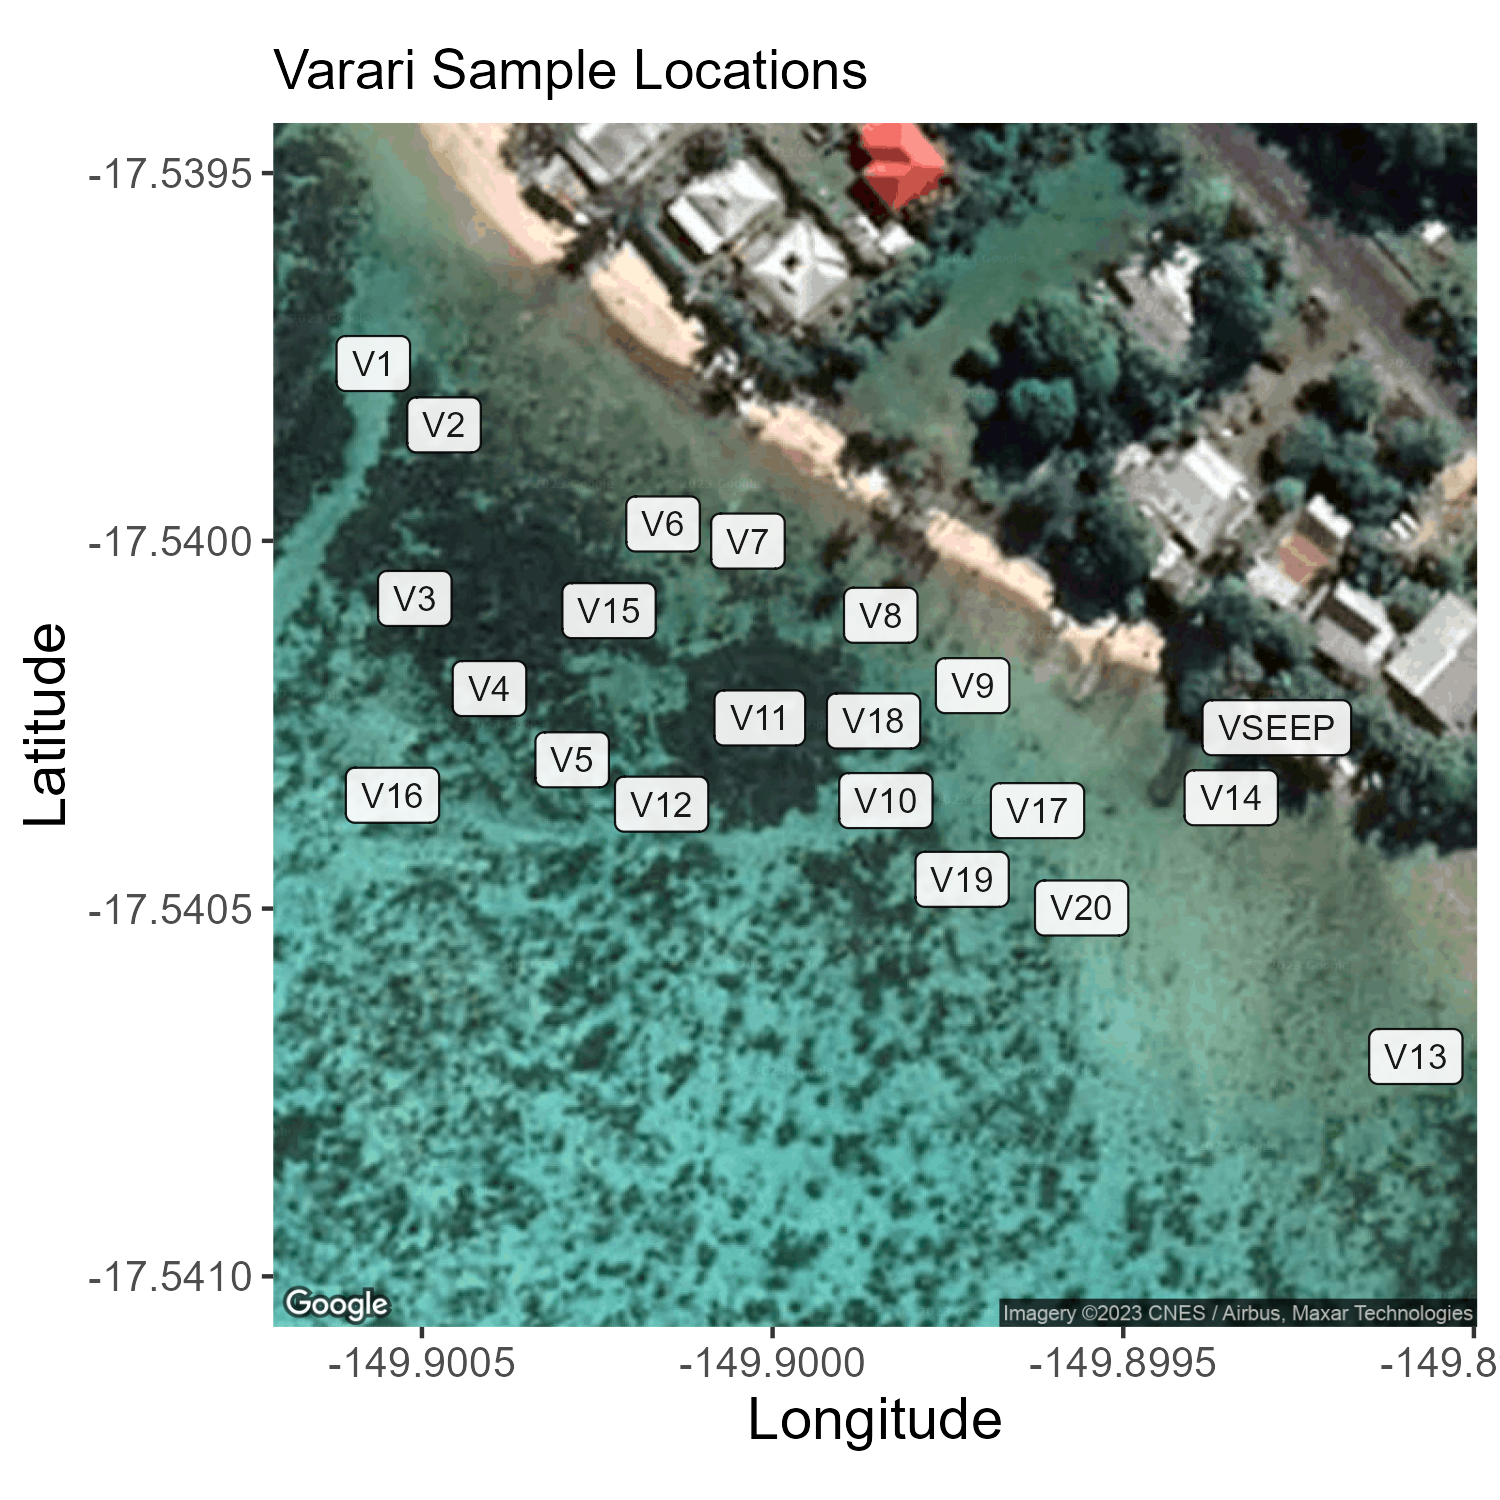 Varari Sample Locations
-17.5395
-17.5400
-17.5405
-17.5410
Latitude
V1
V2
V6
V7
V3
V15
V8
V9
V4
V11
V18
VSEEP
V5
V16
V12
V10
V14
V17
V19
V20
V13
Google
Imagery ©2023 CNES / Airbus, Maxar Technologies
-149.9005
-149.9000
-149.8995
-149.8
Longitude